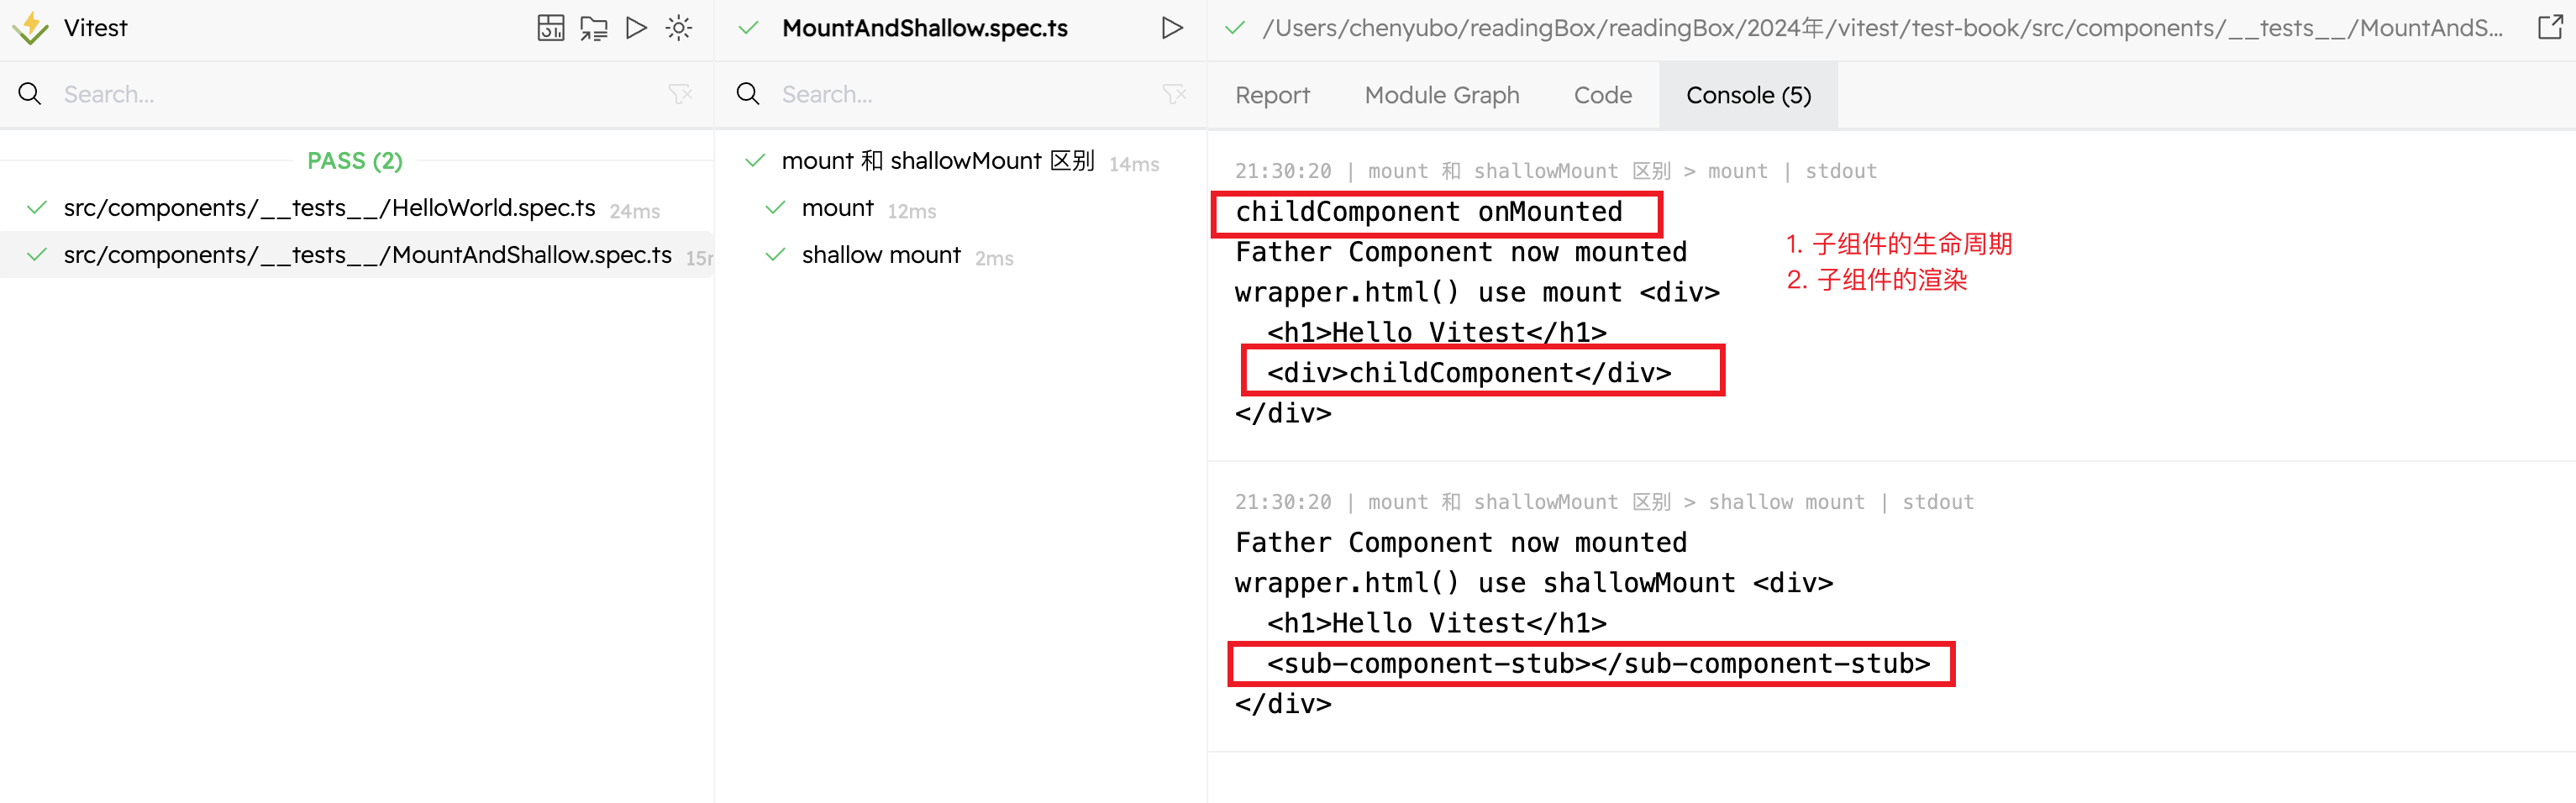 Vitest
Search...
PASS (2)
src/components/__tests__/HelloWorld.spec.ts 24ms
src/components/__tests__/MountAndShallow.spec.ts 15m
MountAndShallow.spec.ts
Search...
mount 和 shallowMount 区别 14ms
mount 12ms
shallow mount 2ms
/Users/chenyubo/readingBox/readingBox/2024年/vitest/test-book/src/components/__tests__/MountAndS...
Report Module Graph Code Console (5)
21:30:20 | mount 和 shallowMount 区别 > mount | stdout
childComponent onMounted
Father Component now mounted
wrapper.html() use mount <div>
<h1>Hello Vitest</h1>
<div>childComponent</div>
</div>
1. 子组件的生命周期
2. 子组件的渲染
21:30:20 | mount 和 shallowMount 区别 > shallow mount | stdout
Father Component now mounted
wrapper.html() use shallowMount <div>
<h1>Hello Vitest</h1>
<sub-component-stub></sub-component-stub>
</div>